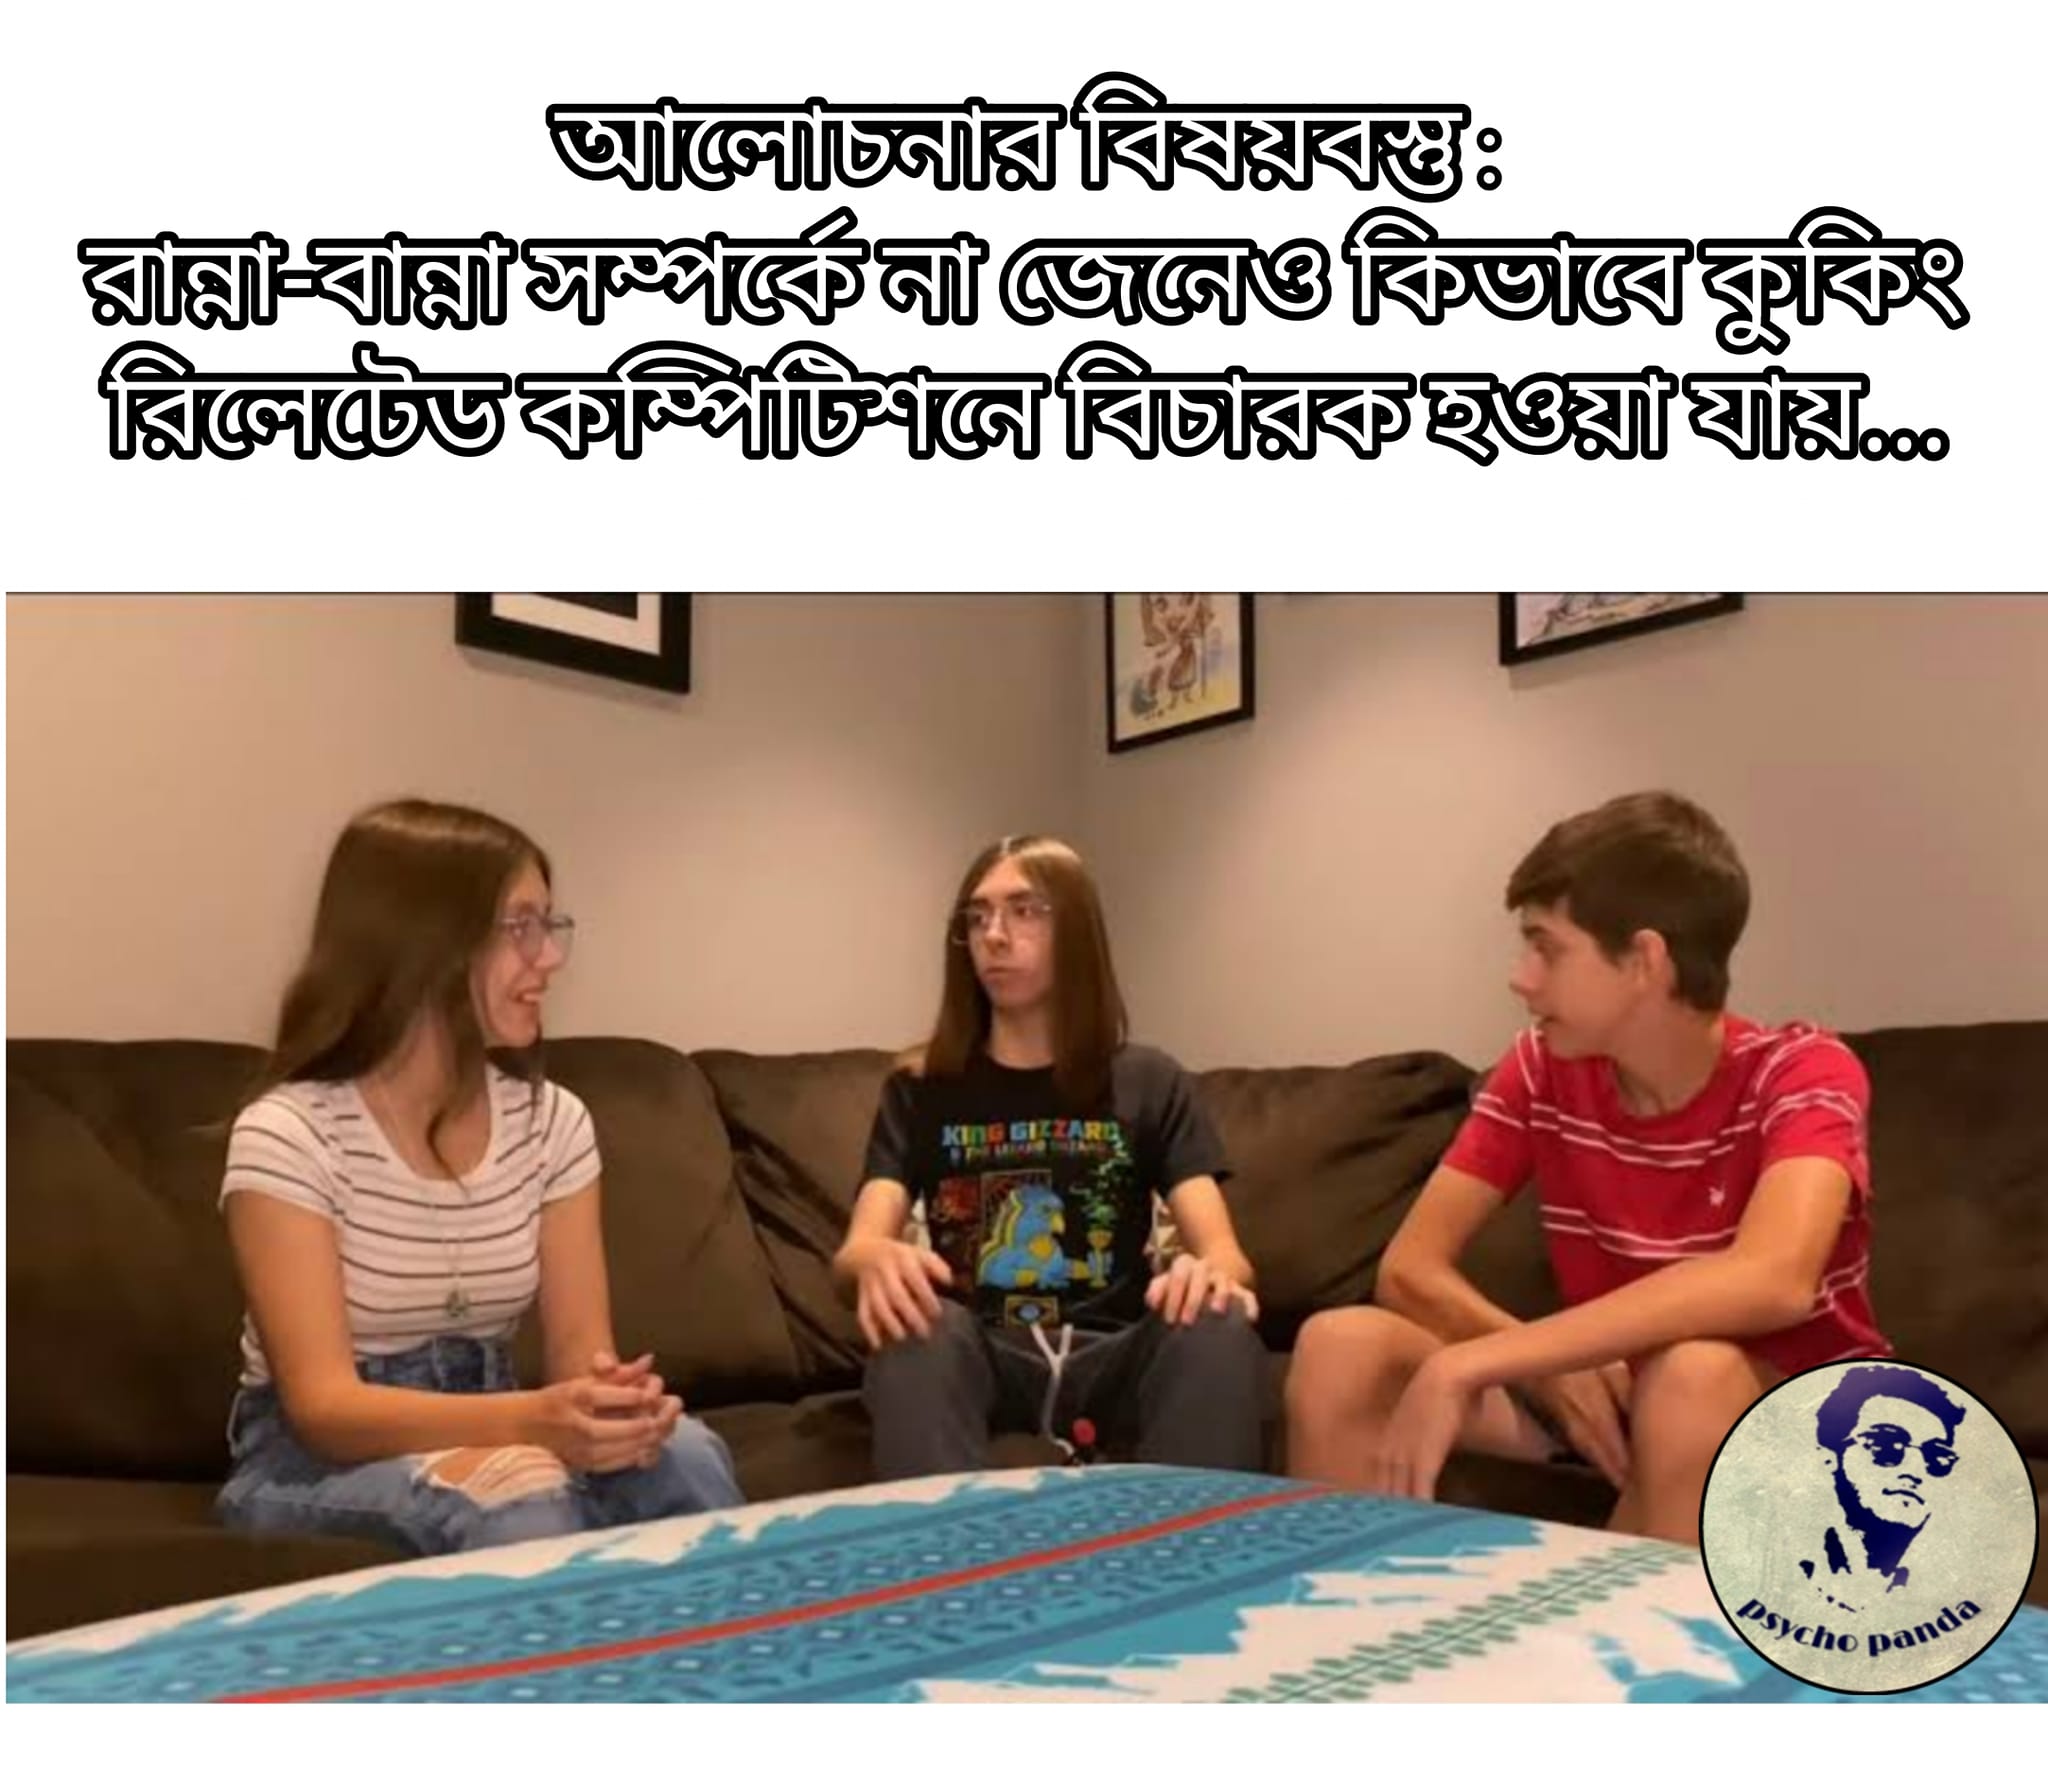 আলোচনার বিষয়বস্তু:
রান্না-বান্না সম্পর্কে না জেনেও কিভাবে কুকিং
রিলেটেড কম্পিটিশনে বিচারক হওয়া যায়...
KING GIZZARD
psycho panda